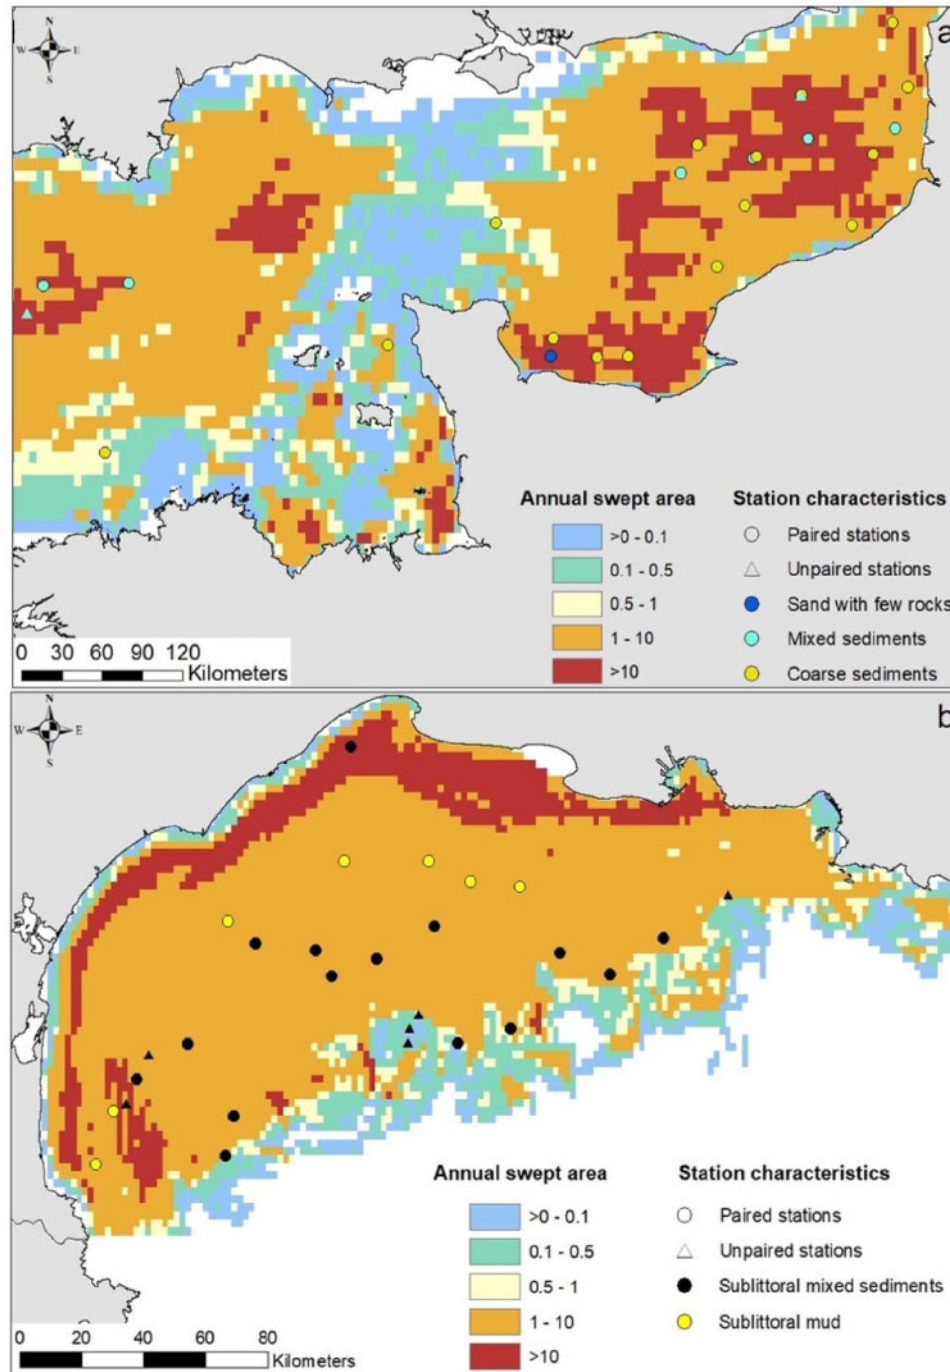 a
N
W E
S
Annual swept area Station characteristics
>0 - 0.1 Paired stations
0.1 - 0.5 Unpaired stations
0.5 - 1 Sand with few rocks
1 - 10 Mixed sediments
>10 Coarse sediments
0 30 60 90 120
Kilometers
b
N
W E
S
Annual swept area Station characteristics
>0 - 0.1 Paired stations
0.1 - 0.5 Unpaired stations
0.5 - 1 Sublittoral mixed sediments
1 - 10 Sublittoral mud
>10
0 20 40 60 80
Kilometers